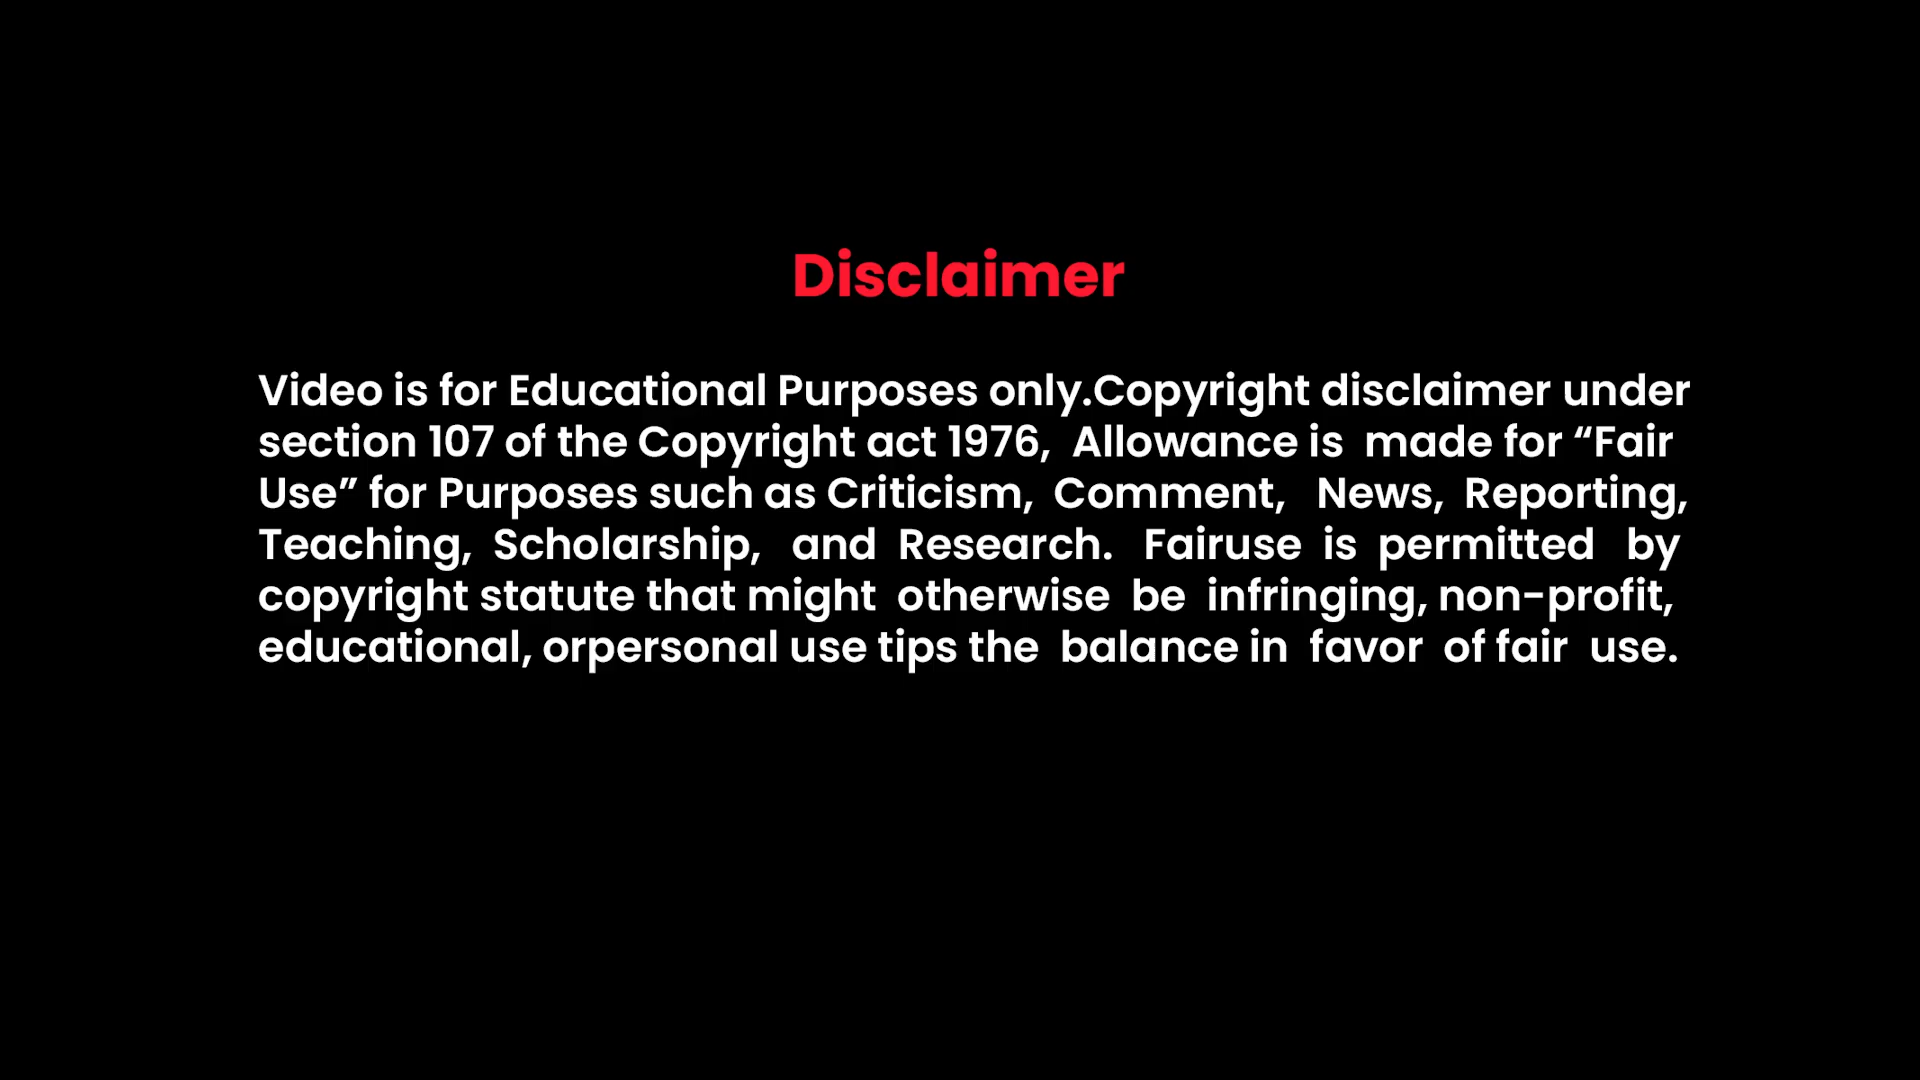 Disclaimer
Video is for Educational Purposes only.Copyright disclaimer under
section 107 of the Copyright act 1976, Allowance is made for “Fair
Use” for Purposes such as Criticism, Comment, News, Reporting,
Teaching, Scholarship, and Research. Fairuse is permitted by
copyright statute that might otherwise be infringing, non-profit,
educational, orpersonal use tips the balance in favor of fair use.